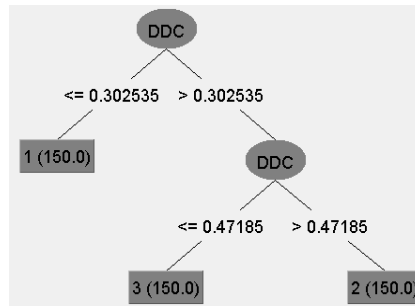 DDC
<= 0.302535 > 0.302535
1 (150.0)
DDC
<= 0.47185 > 0.47185
3 (150.0) 2 (150.0)